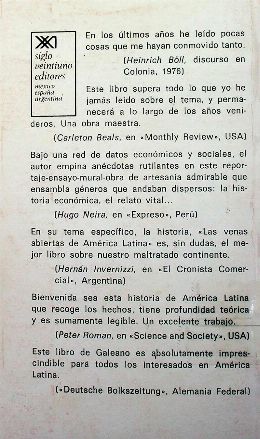 siglo
veintiuno
editores
mexico
españa
argentina
En los últimos años he leído pocas
cosas que me hayan conmovido tanto.
(Heinrich Böll, discurso en
Colonia, 1976)
Este libro supera todo lo que yo he
jamás leído sobre el tema, y perma-
necerá a lo largo de los años veni-
deros. Una obra maestra.
(Carleton Beals, en «Monthly Review», USA)
Bajo una red de datos económicos y sociales, el
autor empina anécdotas rutilantes en este repor-
taje-ensayo-mural-obra de artesanía admirable que
ensambla géneros que andaban dispersos: la his-
toria económica, el relato vital...
(Hugo Neira, en «Expreso», Perú)
En su tema específico, la historia, «Las venas
abiertas de América Latina» es, sin dudas, el me-
jor libro sobre nuestro maltratado continente.
(Hernán Invernizzi, en «El Cronista Comer-
cial», Argentina)
Bienvenida sea esta historia de América Latina
que recoge los hechos, tiene profundidad teórica
y es sumamente legible. Un excelente trabajo.
(Peter Roman, en «Science and Society», USA)
Este libro de Galeano es absolutamente impres-
cindible para todos los interesados en América
Latina.
(«Deutsche Bolkszeitung», Alemania Federal)